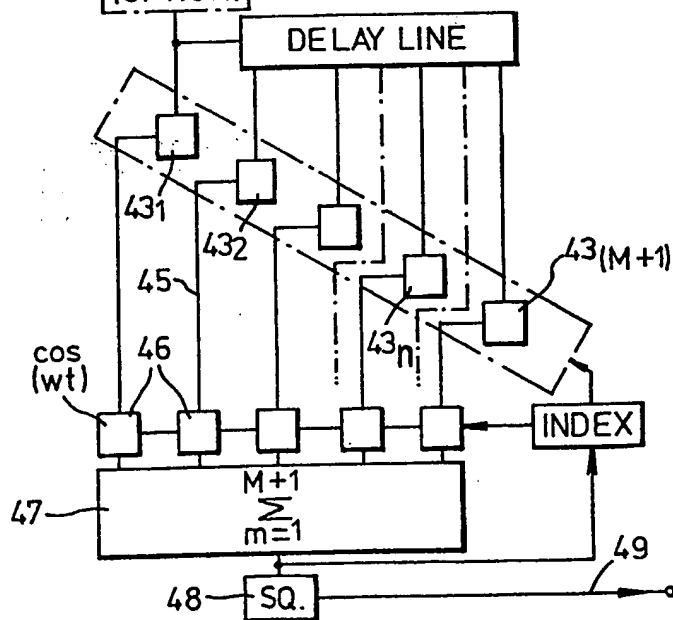 DELAY LINE
43₁
43₂
45
43ₙ
43(M+1)
cos
(wt)
46
INDEX
47
M+1
Σ
m=1
48
SQ.
49